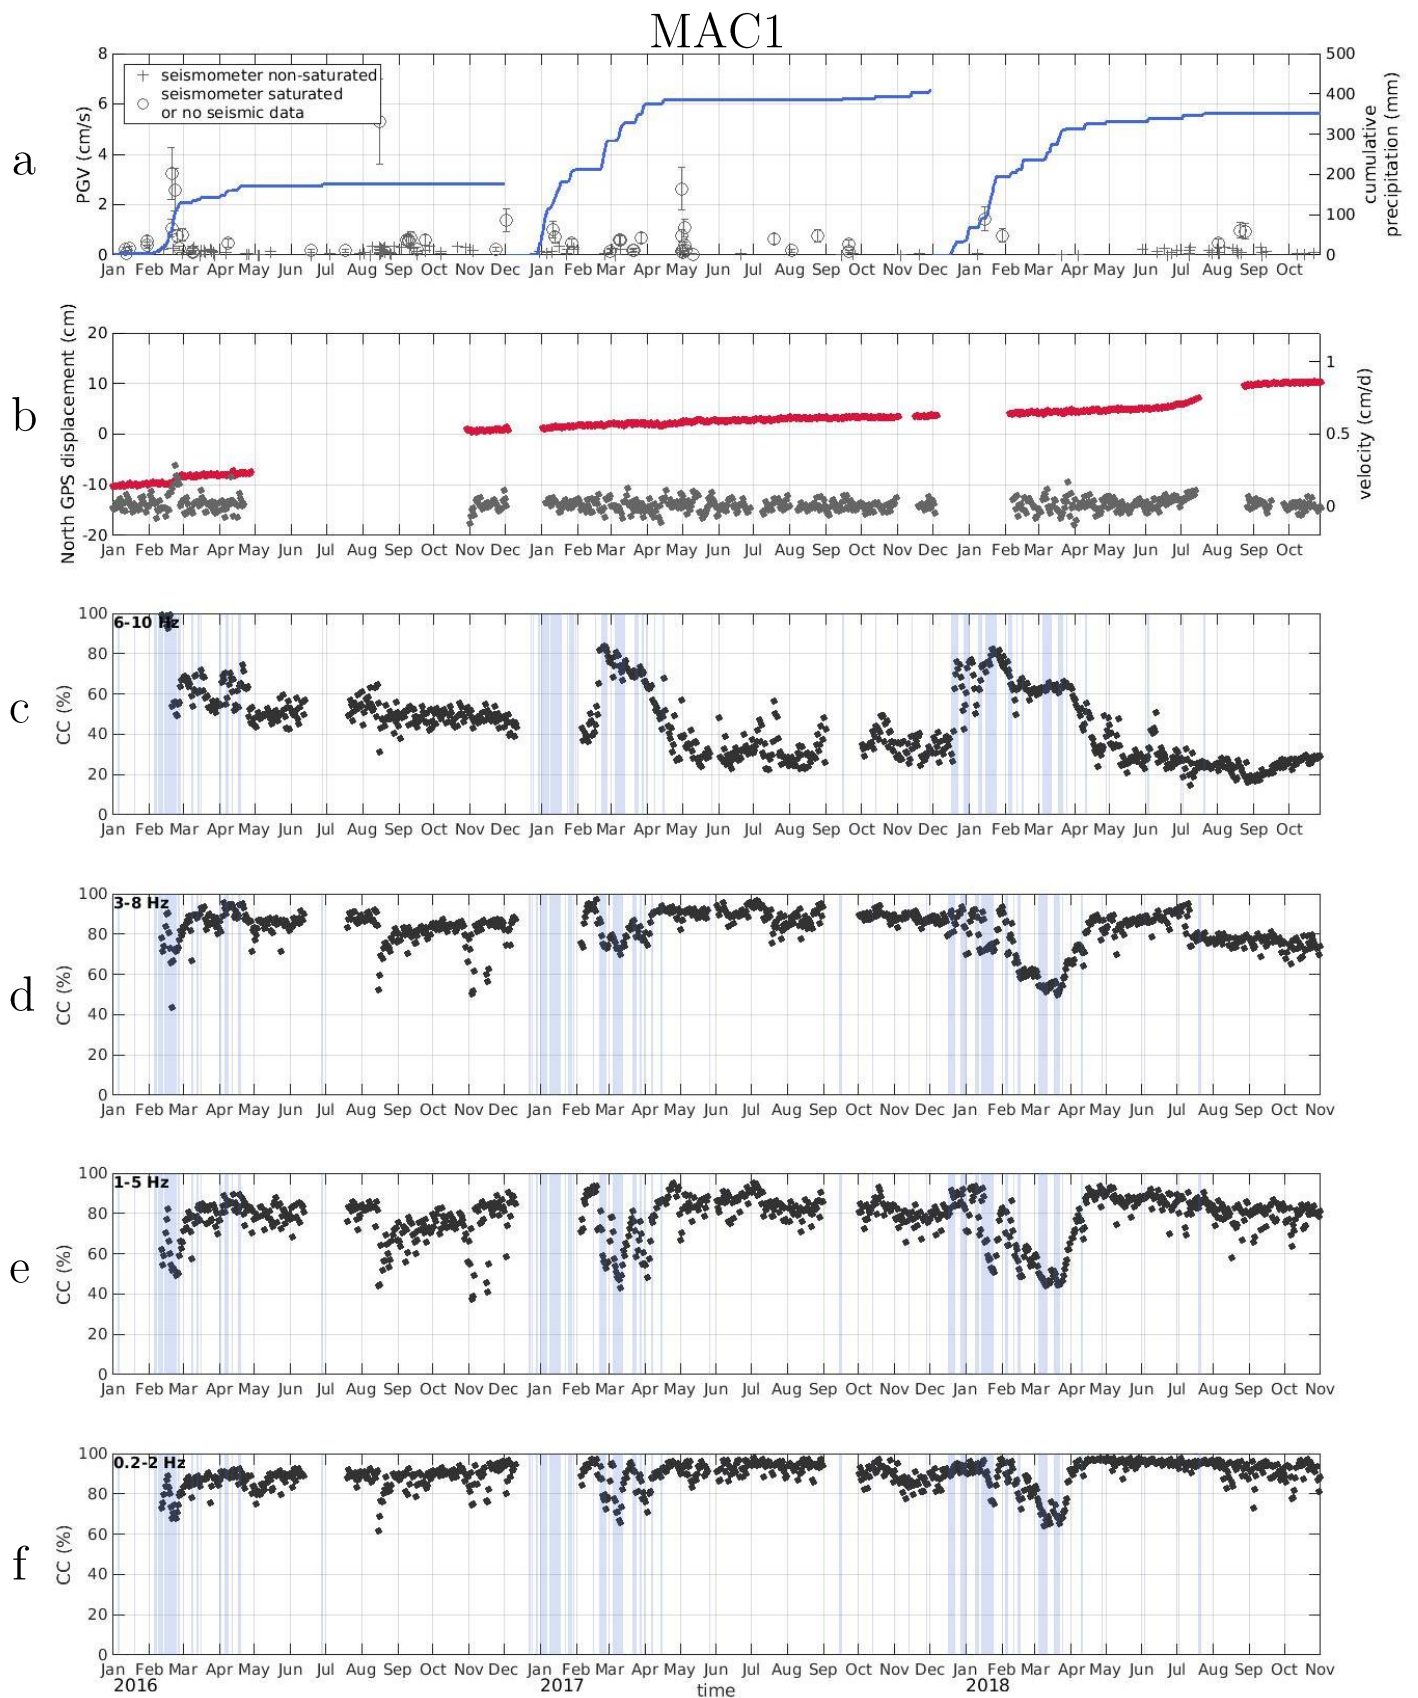 MAC1
a
8
6
4
2
0
PGV (cm/s)
seismometer non-saturated
seismometer saturated
or no seismic data
500
400
300
200
100
0
cumulative
precipitation (mm)
Jan Feb Mar Apr May Jun Jul Aug Sep Oct Nov Dec Jan Feb Mar Apr May Jun Jul Aug Sep Oct Nov Dec Jan Feb Mar Apr May Jun Jul Aug Sep Oct
b
20
10
0
-10
-20
North GPS displacement (cm)
1
0.5
0
velocity (cm/d)
Jan Feb Mar Apr May Jun Jul Aug Sep Oct Nov Dec Jan Feb Mar Apr May Jun Jul Aug Sep Oct Nov Dec Jan Feb Mar Apr May Jun Jul Aug Sep Oct
c
100
80
60
40
20
0
CC (%)
6-10 Hz
Jan Feb Mar Apr May Jun Jul Aug Sep Oct Nov Dec Jan Feb Mar Apr May Jun Jul Aug Sep Oct Nov Dec Jan Feb Mar Apr May Jun Jul Aug Sep Oct
d
100
80
60
40
20
0
CC (%)
3-8 Hz
Jan Feb Mar Apr May Jun Jul Aug Sep Oct Nov Dec Jan Feb Mar Apr May Jun Jul Aug Sep Oct Nov Dec Jan Feb Mar Apr May Jun Jul Aug Sep Oct Nov
e
100
80
60
40
20
0
CC (%)
1-5 Hz
Jan Feb Mar Apr May Jun Jul Aug Sep Oct Nov Dec Jan Feb Mar Apr May Jun Jul Aug Sep Oct Nov Dec Jan Feb Mar Apr May Jun Jul Aug Sep Oct Nov
f
100
80
60
40
20
0
CC (%)
0.2-2 Hz
Jan Feb Mar Apr May Jun Jul Aug Sep Oct Nov Dec Jan Feb Mar Apr May Jun Jul Aug Sep Oct Nov Dec Jan Feb Mar Apr May Jun Jul Aug Sep Oct Nov
2016 2017 2018
time